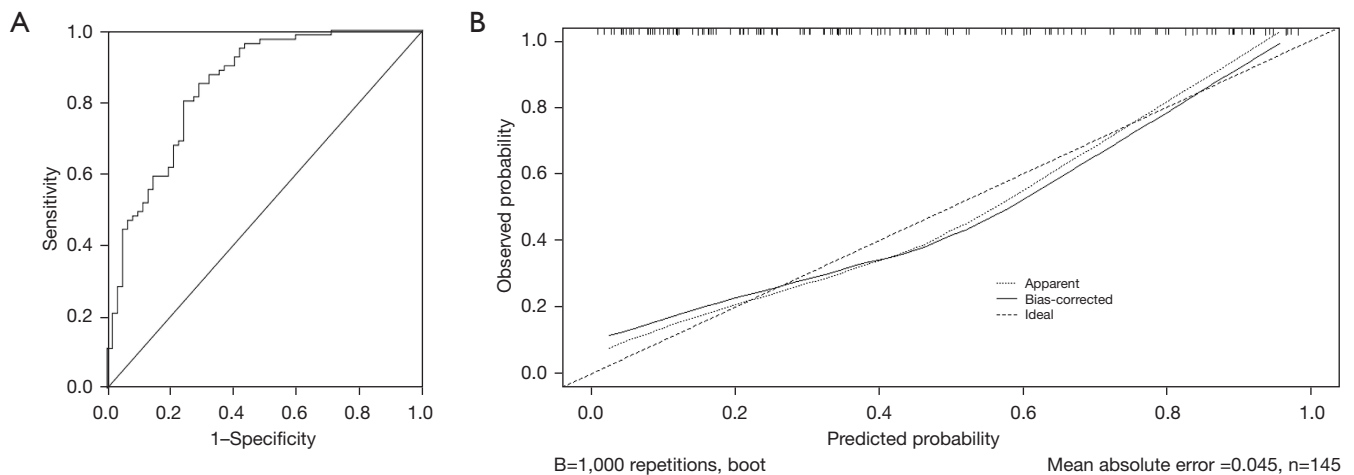 A
1.0
0.8
0.6
0.4
0.2
0.0
Sensitivity
0.0 0.2 0.4 0.6 0.8 1.0
1–Specificity
B
1.0
0.8
0.6
0.4
0.2
0.0
Observed probability
Apparent
Bias-corrected
Ideal
0.0 0.2 0.4 0.6 0.8 1.0
Predicted probability
B=1,000 repetitions, boot
Mean absolute error =0.045, n=145